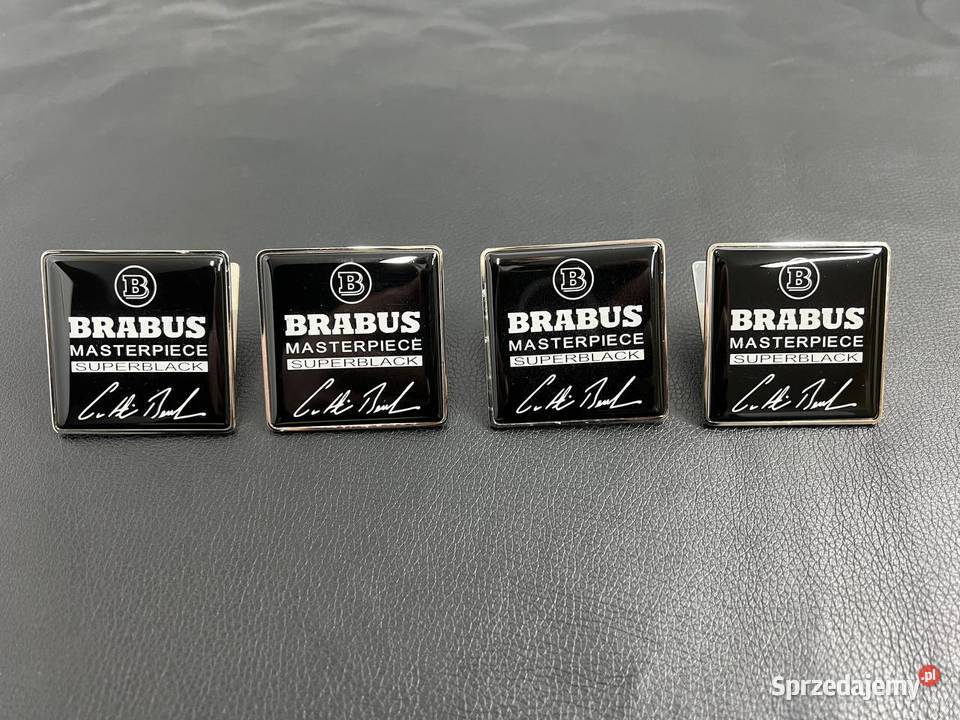 B
BRABUS
MASTERPIECE
SUPERBLACK
B
BRABUS
MASTERPIECE
SUPERBLACK
B
BRABUS
MASTERPIECE
SUPERBLACK
B
BRABUS
MASTERPIECE
SUPERBLACK
Sprzedajemy.pl